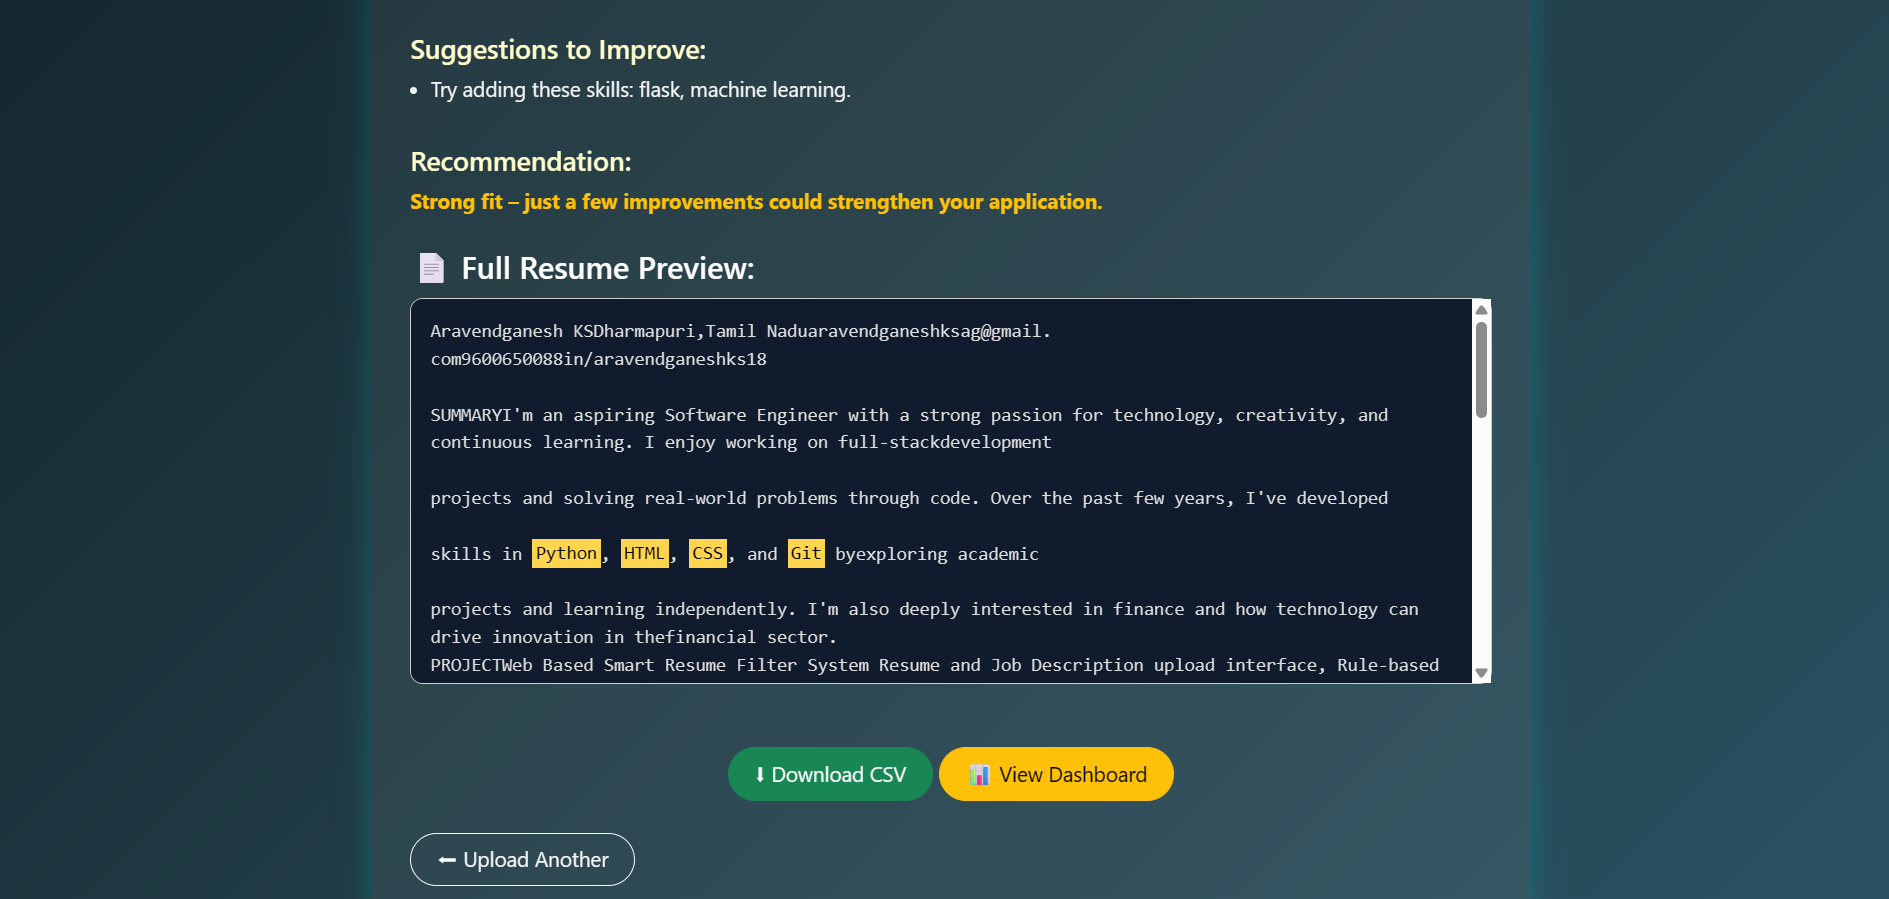 Suggestions to Improve:
• Try adding these skills: flask, machine learning.
Recommendation:
Strong fit – just a few improvements could strengthen your application.
Full Resume Preview:
Aravendganesh KSDharmapuri,Tamil Naduaravendganeshksag@gmail.
com9600650088in/aravendganeshks18
SUMMARYI'm an aspiring Software Engineer with a strong passion for technology, creativity, and
continuous learning. I enjoy working on full-stackdevelopment
projects and solving real-world problems through code. Over the past few years, I've developed
skills in Python, HTML, CSS, and Git byexploring academic
projects and learning independently. I'm also deeply interested in finance and how technology can
drive innovation in thefinancial sector.
PROJECTWeb Based Smart Resume Filter System Resume and Job Description upload interface, Rule-based
⬇ Download CSV
View Dashboard
⬅ Upload Another